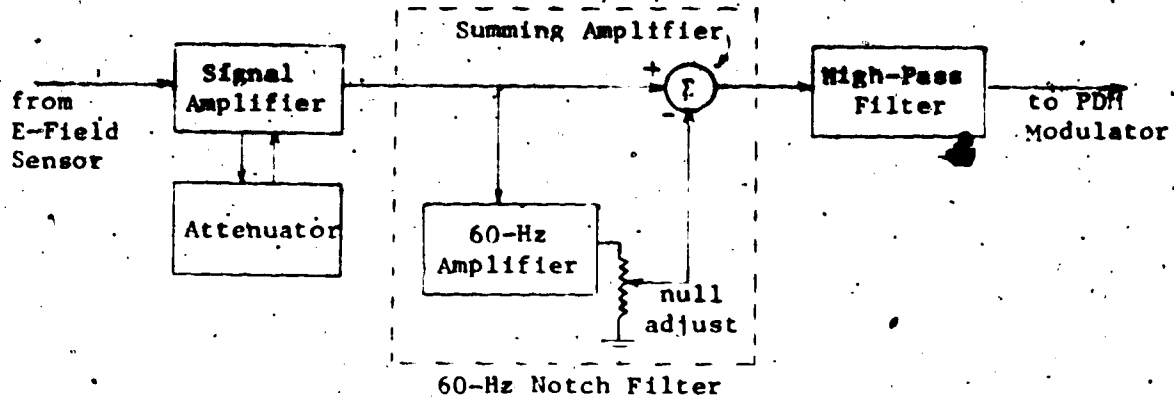 Summing Amplifier
Signal
Amplifier
High-Pass
Filter
from
E-Field
Sensor
+
Σ
-
to PDM
Modulator
Attenuator
60-Hz
Amplifier
null
adjust
60-Hz Notch Filter